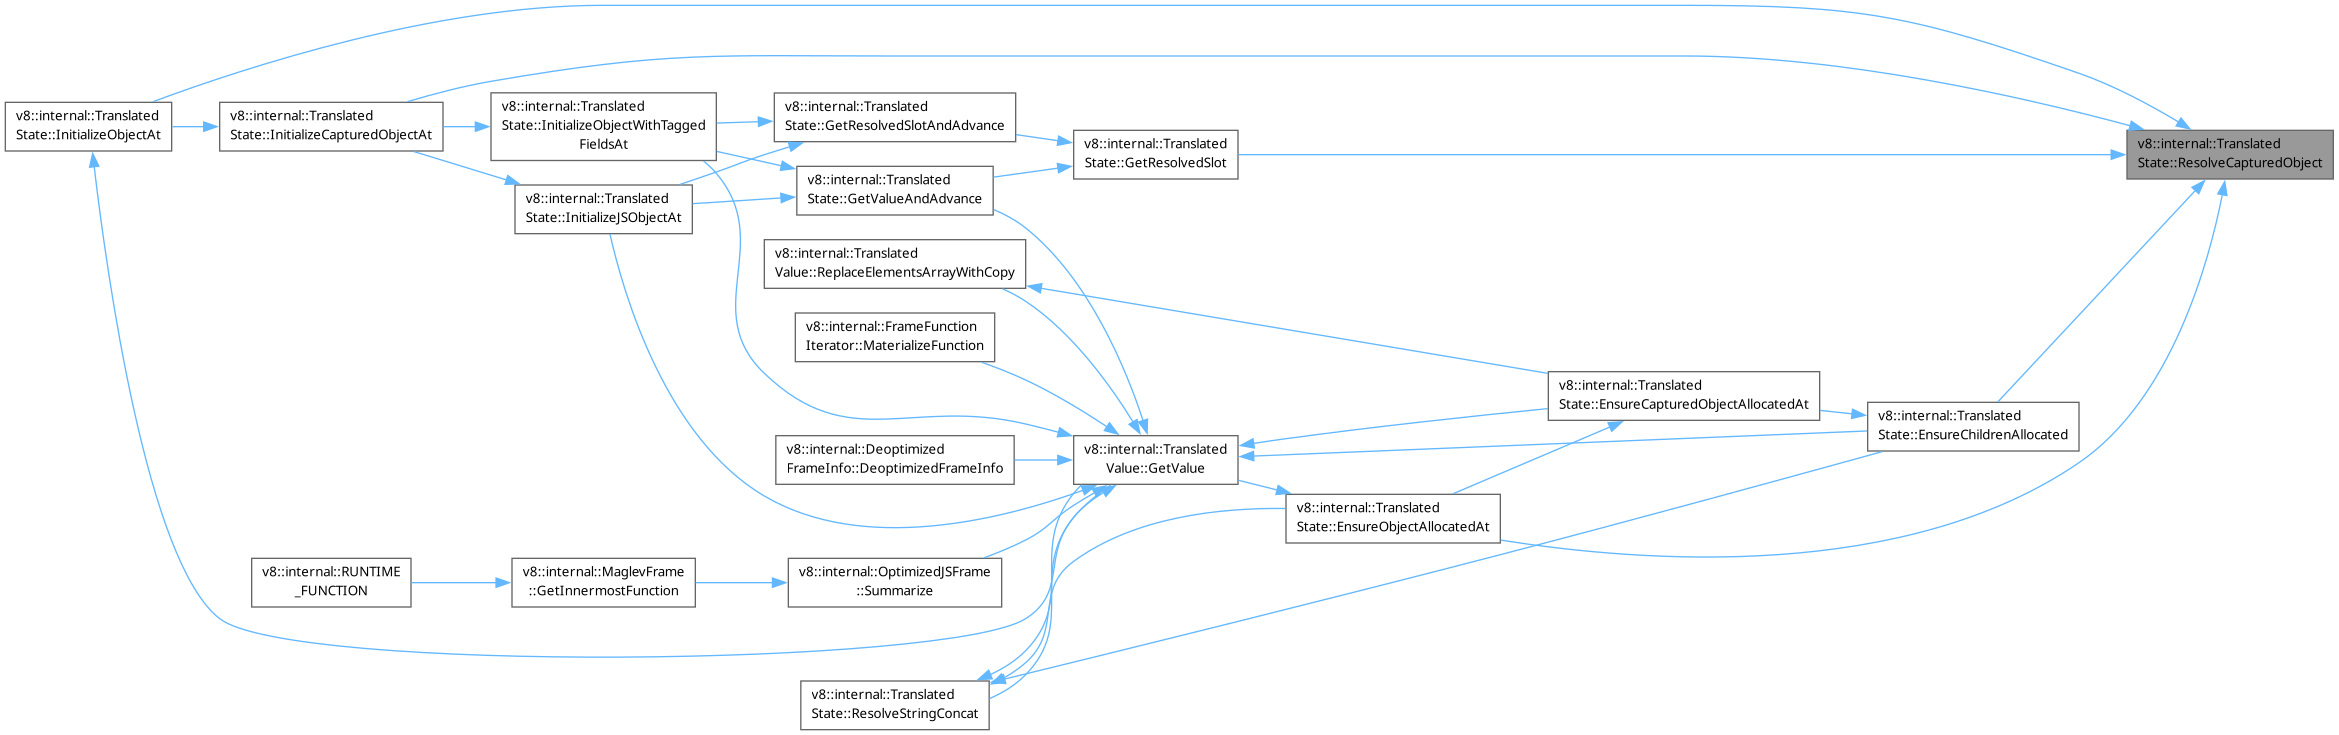 v8::internal::Translated
State::InitializeObjectAt
v8::internal::Translated
State::InitializeCapturedObjectAt
v8::internal::Translated
State::InitializeObjectWithTagged
FieldsAt
v8::internal::Translated
State::GetResolvedSlotAndAdvance
v8::internal::Translated
State::GetResolvedSlot
v8::internal::Translated
State::ResolveCapturedObject
v8::internal::Translated
State::InitializeJSObjectAt
v8::internal::Translated
State::GetValueAndAdvance
v8::internal::Translated
Value::ReplaceElementsArrayWithCopy
v8::internal::FrameFunction
Iterator::MaterializeFunction
v8::internal::Translated
State::EnsureCapturedObjectAllocatedAt
v8::internal::Translated
State::EnsureChildrenAllocated
v8::internal::Deoptimized
FrameInfo::DeoptimizedFrameInfo
v8::internal::Translated
Value::GetValue
v8::internal::Translated
State::EnsureObjectAllocatedAt
v8::internal::RUNTIME
_FUNCTION
v8::internal::MaglevFrame
::GetInnermostFunction
v8::internal::OptimizedJSFrame
::Summarize
v8::internal::Translated
State::ResolveStringConcat